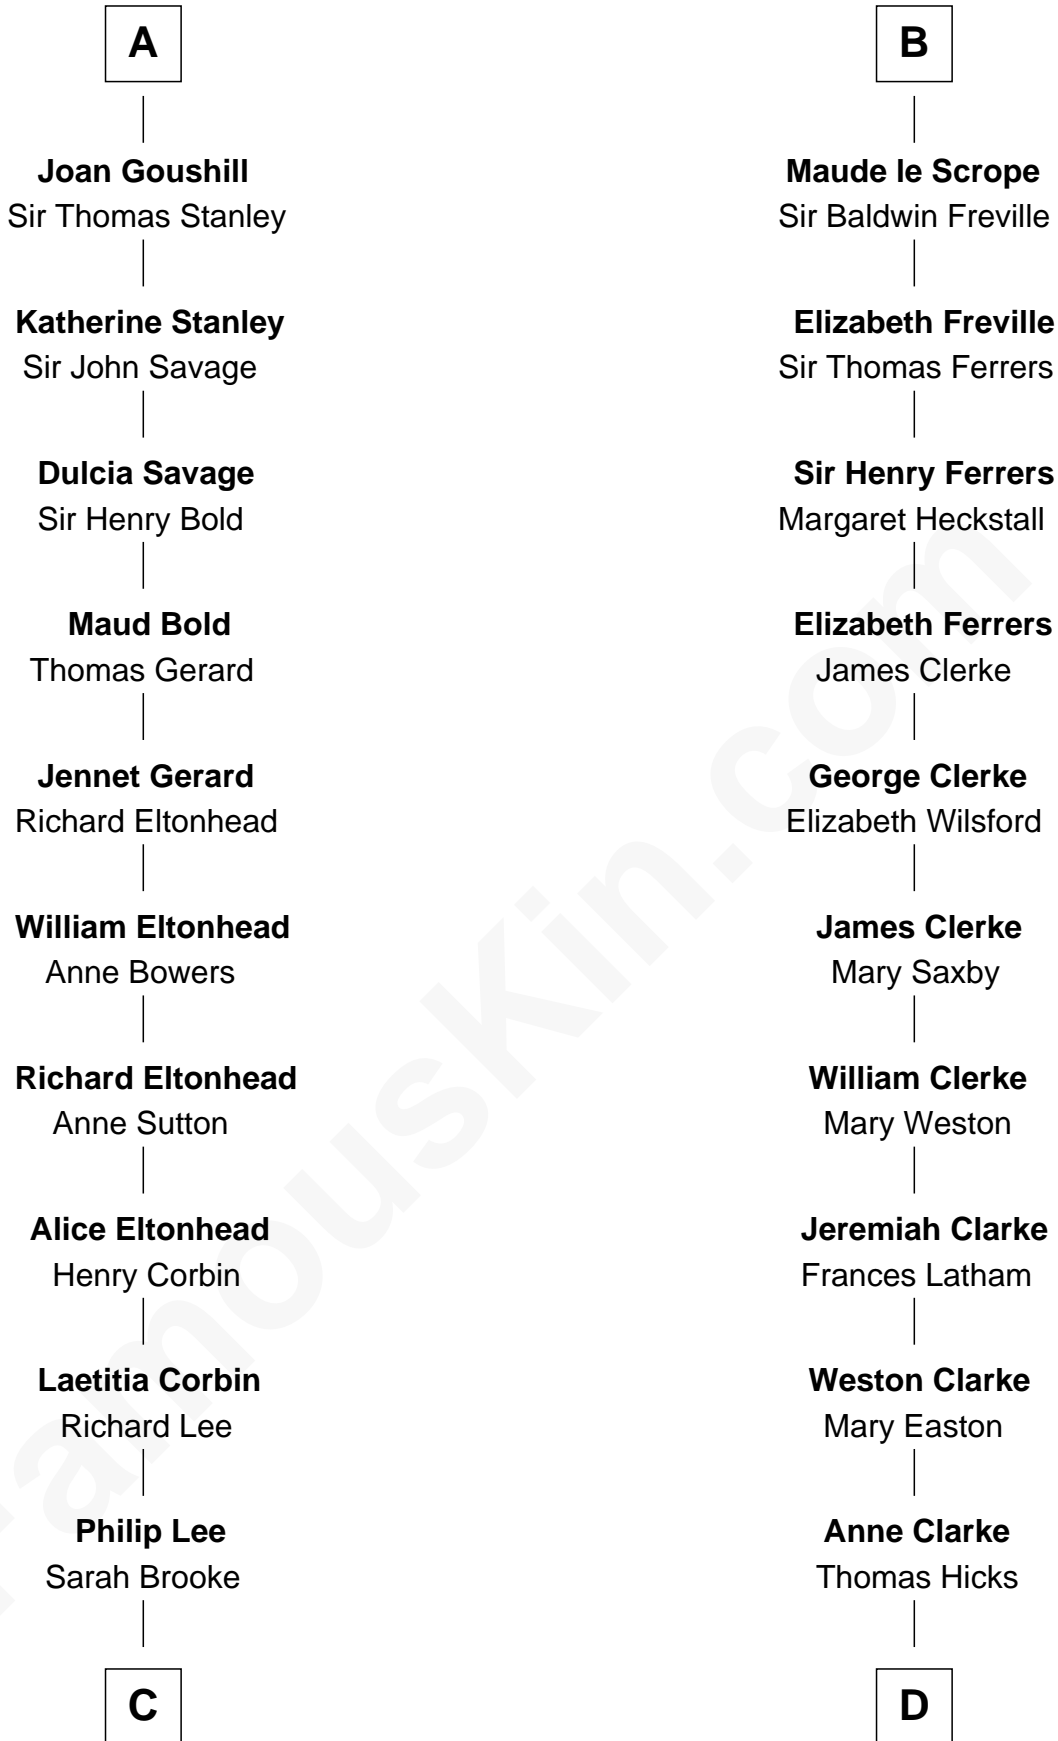 A
Joan Goushill
Sir Thomas Stanley
Katherine Stanley
Sir John Savage
Dulcia Savage
Sir Henry Bold
Maud Bold
Thomas Gerard
Jennet Gerard
Richard Eltonhead
William Eltonhead
Anne Bowers
Richard Eltonhead
Anne Sutton
Alice Eltonhead
Henry Corbin
Laetitia Corbin
Richard Lee
Philip Lee
Sarah Brooke
C
B
Maude le Scrope
Sir Baldwin Freville
Elizabeth Freville
Sir Thomas Ferrers
Sir Henry Ferrers
Margaret Heckstall
Elizabeth Ferrers
James Clerke
George Clerke
Elizabeth Wilsford
James Clerke
Mary Saxby
William Clerke
Mary Weston
Jeremiah Clarke
Frances Latham
Weston Clarke
Mary Easton
Anne Clarke
Thomas Hicks
D
FamousKin.com